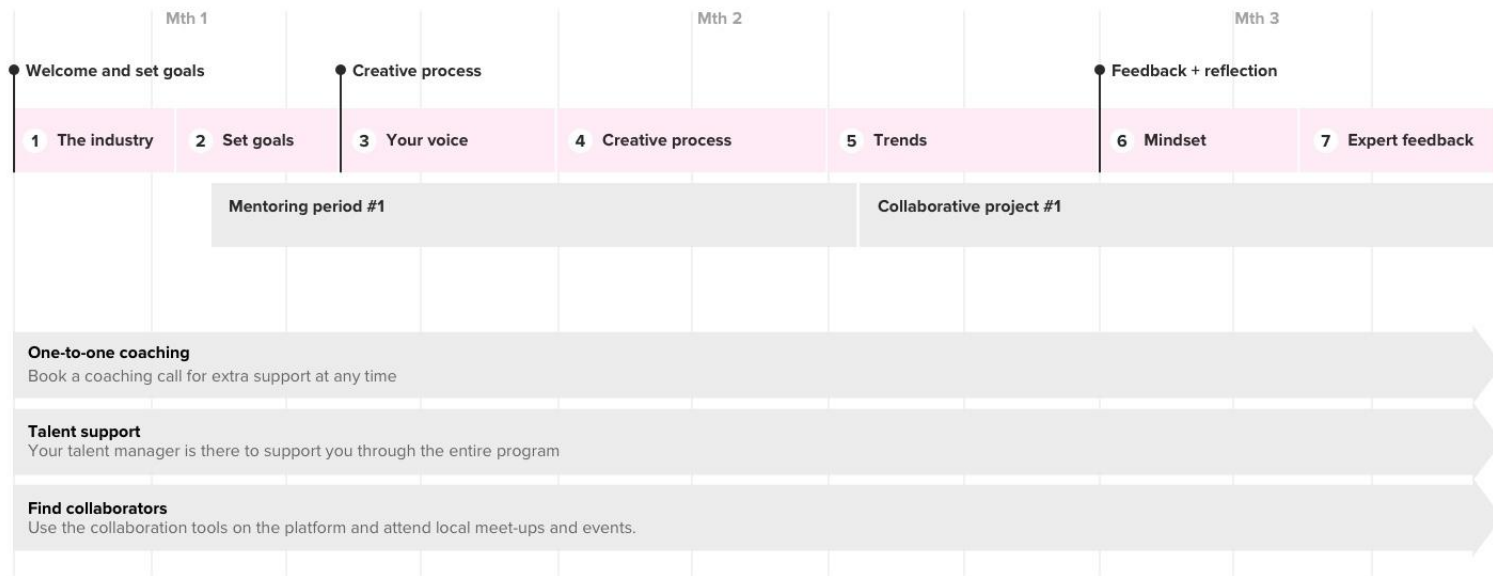 Mth 1
Mth 2
Mth 3
Welcome and set goals
Creative process
Feedback + reflection
1 The industry
2 Set goals
3 Your voice
4 Creative process
5 Trends
6 Mindset
7 Expert feedback
Mentoring period #1
Collaborative project #1
One-to-one coaching
Book a coaching call for extra support at any time
Talent support
Your talent manager is there to support you through the entire program
Find collaborators
Use the collaboration tools on the platform and attend local meet-ups and events.